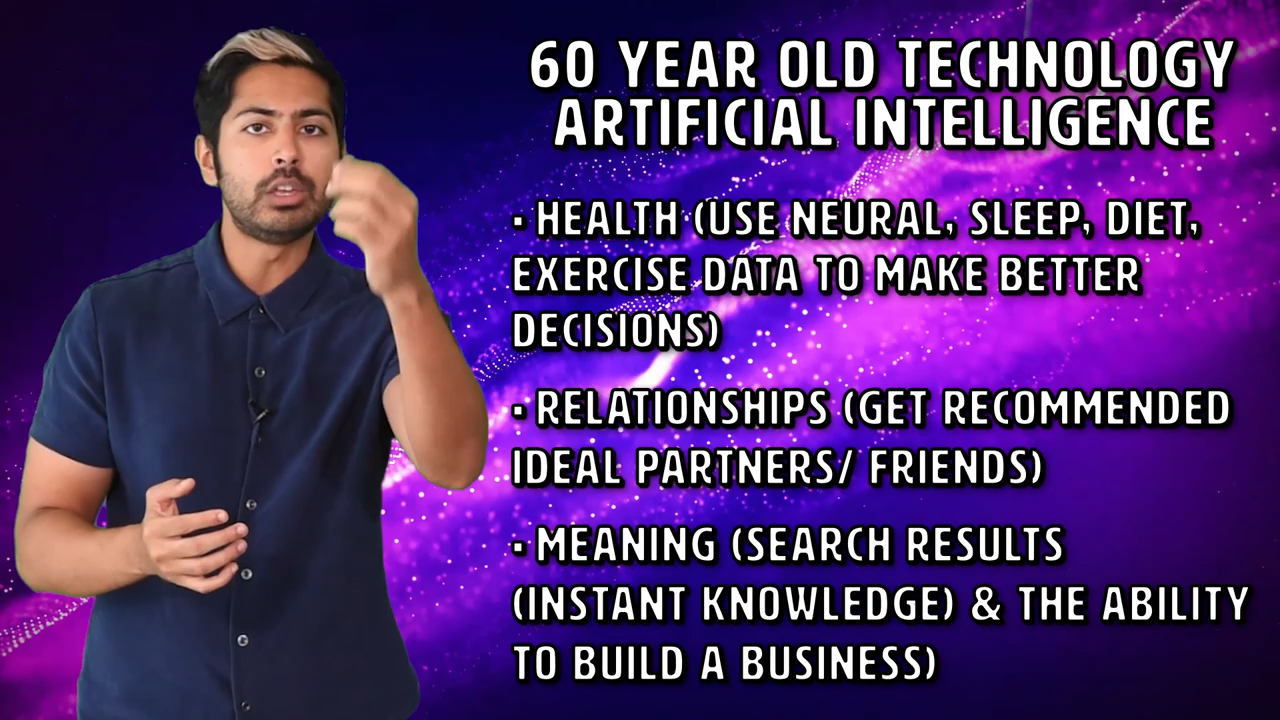 60 YEAR OLD TECHNOLOGY
ARTIFICIAL INTELLIGENCE
• HEALTH (USE NEURAL, SLEEP, DIET,
EXERCISE DATA TO MAKE BETTER
DECISIONS)
• RELATIONSHIPS (GET RECOMMENDED
IDEAL PARTNERS/ FRIENDS)
• MEANING (SEARCH RESULTS
(INSTANT KNOWLEDGE) & THE ABILITY
TO BUILD A BUSINESS)